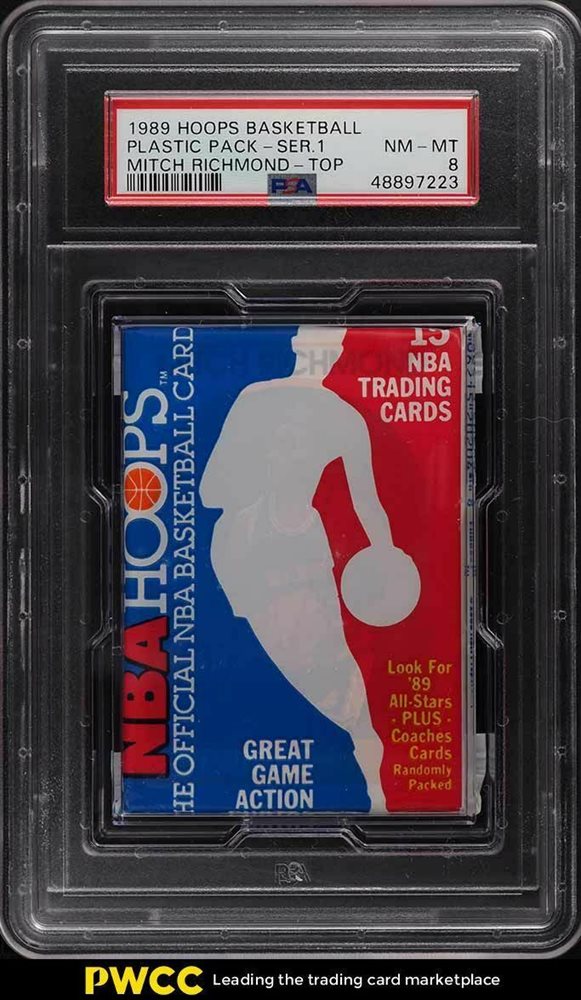 1989 HOOPS BASKETBALL
PLASTIC PACK - SER.1 NM - MT
MITCH RICHMOND - TOP 8
PSA 48897223
15
NBA
TRADING
CARDS
NBA HOOPS™
HE OFFICIAL NBA BASKETBALL CARD
Look For
'89
All-Stars
- PLUS -
Coaches
Cards
Randomly
Packed
GREAT
GAME
ACTION
PSA
PWCC Leading the trading card marketplace